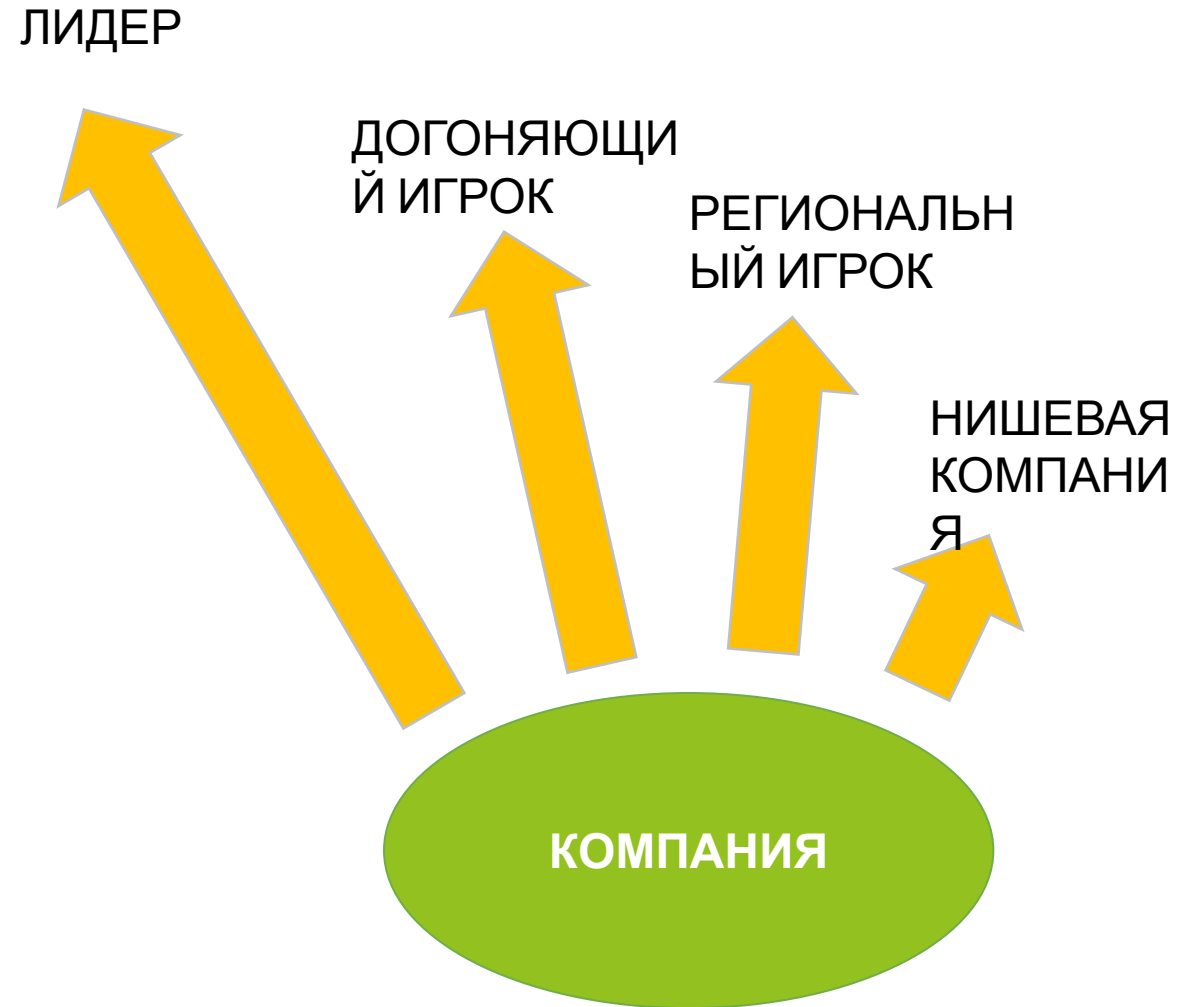 ЛИДЕР
ДОГОНЯЮЩИ
Й ИГРОК
РЕГИОНАЛЬН
ЫЙ ИГРОК
НИШЕВАЯ
КОМПАНИ
Я
КОМПАНИЯ